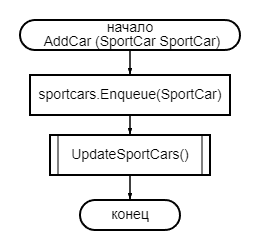 начало
AddCar (SportCar SportCar)
sportcars.Enqueue(SportCar)
UpdateSportCars()
конец